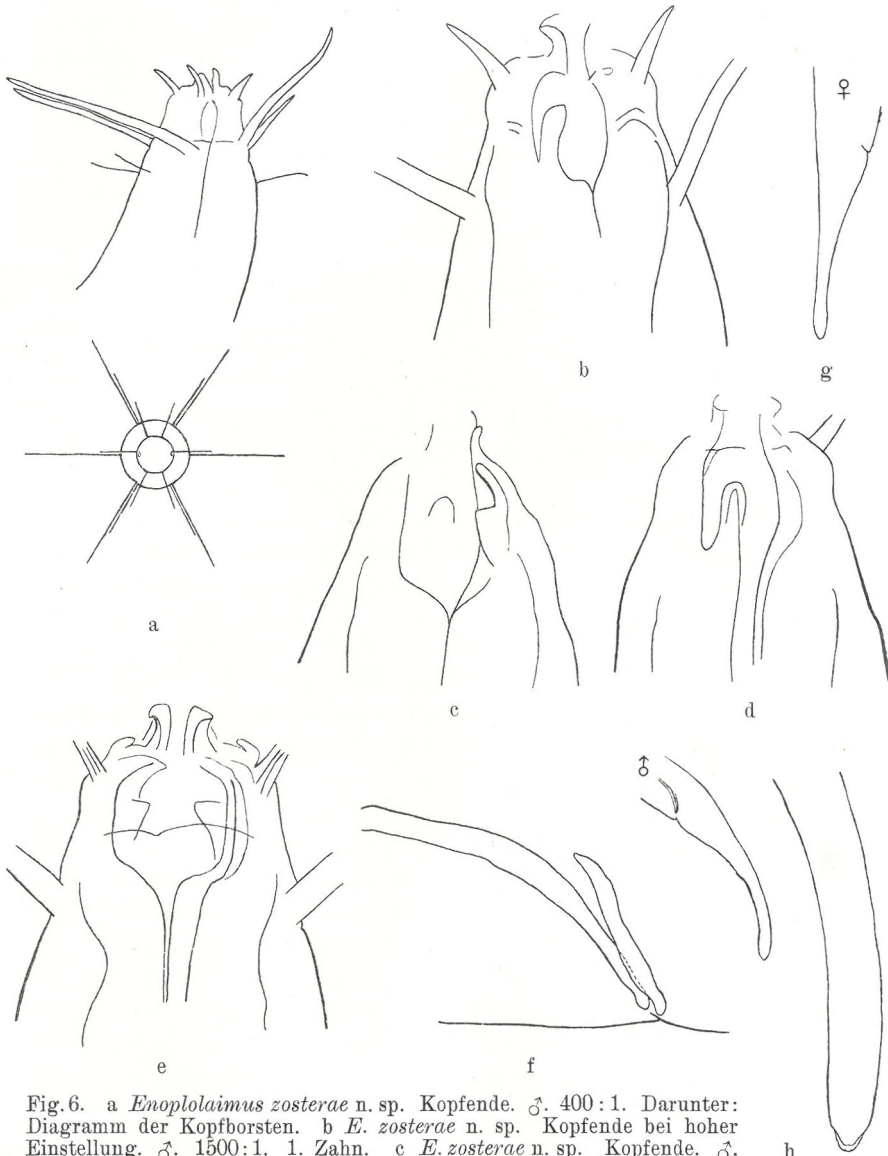 ♀
b
g
a
c
d
♂
e
f
h
Fig. 6. a Enoplolaimus zosterae n. sp. Kopfende. ♂. 400 : 1. Darunter:
Diagramm der Kopfborsten. b E. zosterae n. sp. Kopfende bei hoher
Einstellung. ♂. 1500 : 1. 1. Zahn. c E. zosterae n. sp. Kopfende. ♂.